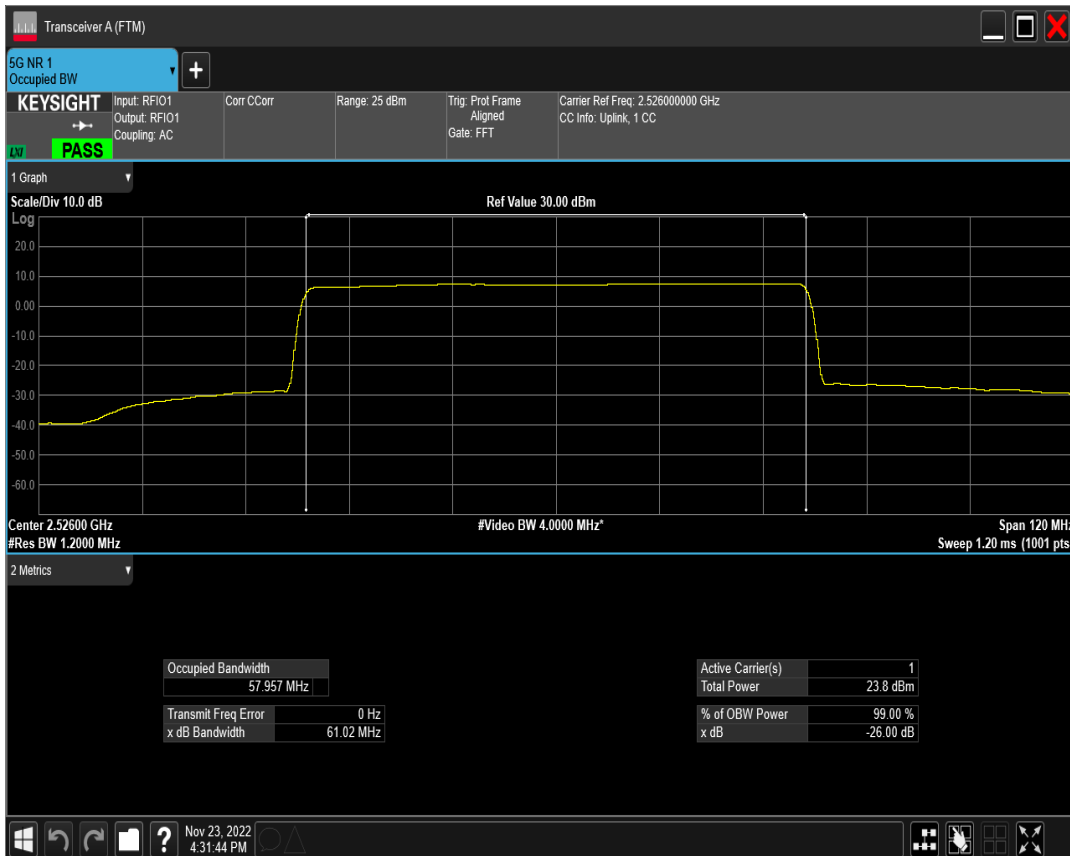 Transceiver A (FTM)
5G NR 1
Occupied BW
+
KEYSIGHT
LXI
PASS
Input: RFIO1
Output: RFIO1
Coupling: AC
Corr CCorr
Range: 25 dBm
Trig: Prot Frame
Aligned
Gate: FFT
Carrier Ref Freq: 2.526000000 GHz
CC Info: Uplink, 1 CC
1 Graph
Scale/Div 10.0 dB
Ref Value 30.00 dBm
Log
20.0
10.0
0.00
-10.0
-20.0
-30.0
-40.0
-50.0
-60.0
Center 2.52600 GHz
#Video BW 4.0000 MHz*
Span 120 MHz
#Res BW 1.2000 MHz
Sweep 1.20 ms (1001 pts
2 Metrics
Occupied Bandwidth
57.957 MHz
Transmit Freq Error 0 Hz
x dB Bandwidth 61.02 MHz
Active Carrier(s) 1
Total Power 23.8 dBm
% of OBW Power 99.00 %
x dB -26.00 dB
?
Nov 23, 2022
4:31:44 PM